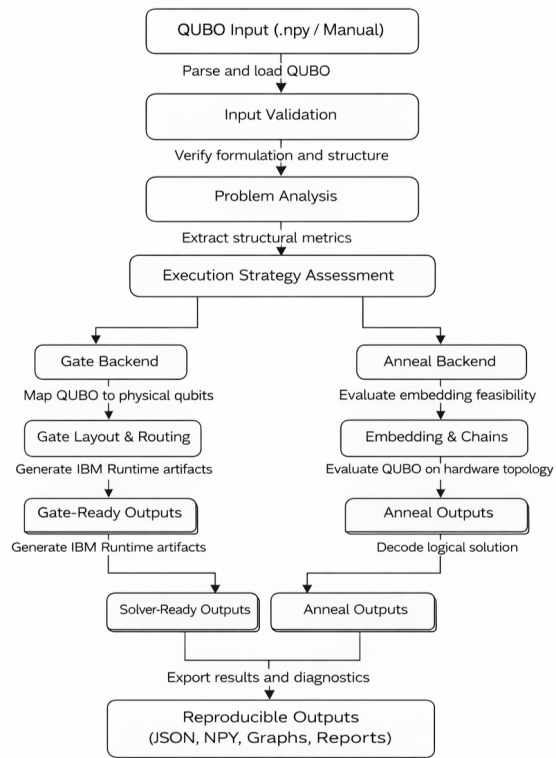 QUBO Input (.npy / Manual)
Parse and load QUBO
Input Validation
Verify formulation and structure
Problem Analysis
Extract structural metrics
Execution Strategy Assessment
Gate Backend
Anneal Backend
Map QUBO to physical qubits
Evaluate embedding feasibility
Gate Layout & Routing
Embedding & Chains
Generate IBM Runtime artifacts
Evaluate QUBO on hardware topology
Gate-Ready Outputs
Anneal Outputs
Generate IBM Runtime artifacts
Decode logical solution
Solver-Ready Outputs
Anneal Outputs
Export results and diagnostics
Reproducible Outputs
(JSON, NPY, Graphs, Reports)